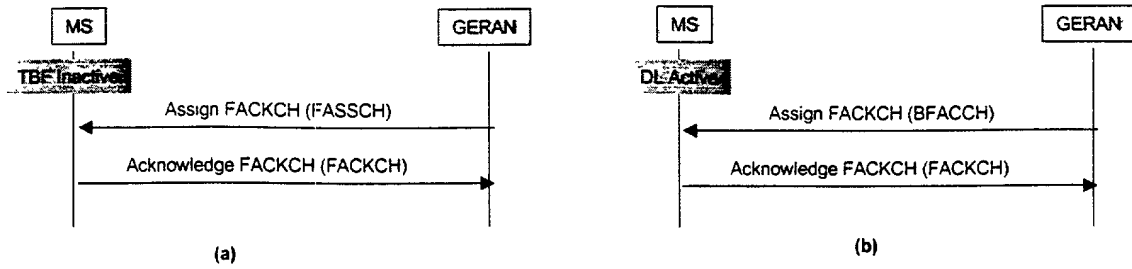 MS
GERAN
TBF Inactive
Assign FACKCH (FASSCH)
Acknowledge FACKCH (FACKCH)
(a)
MS
GERAN
DL Active
Assign FACKCH (BFACCH)
Acknowledge FACKCH (FACKCH)
(b)